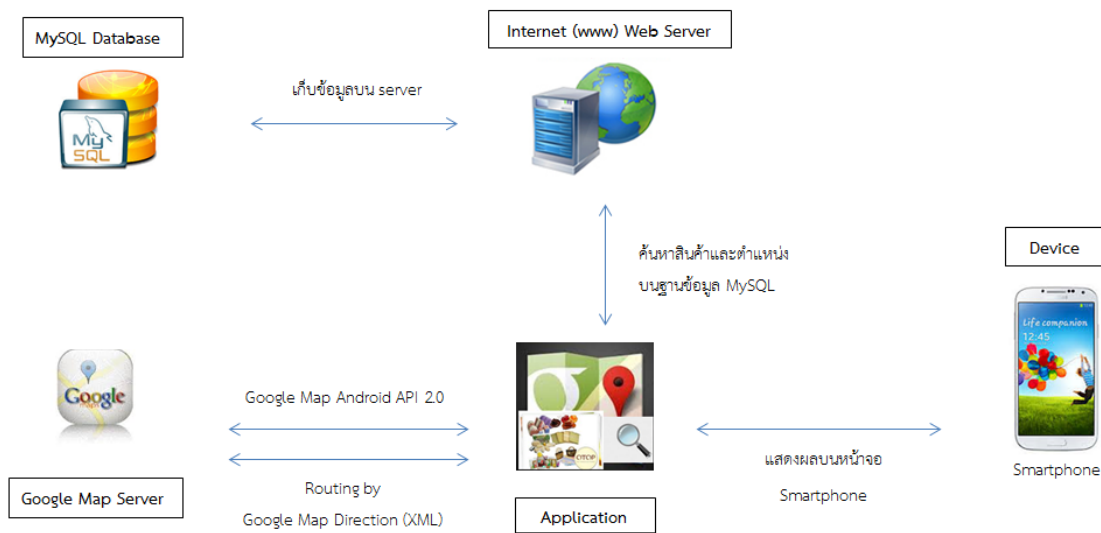 MySQL Database
Internet (www) Web Server
เก็บข้อมูลบน server
My
SQL
ค้นหาสินค้าและตำแหน่ง
บนฐานข้อมูล MySQL
Device
Life companion
12:45
Google
Google Map Android API 2.0
แสดงผลบนหน้าจอ
Smartphone
Smartphone
Google Map Server
Routing by
Google Map Direction (XML)
Application